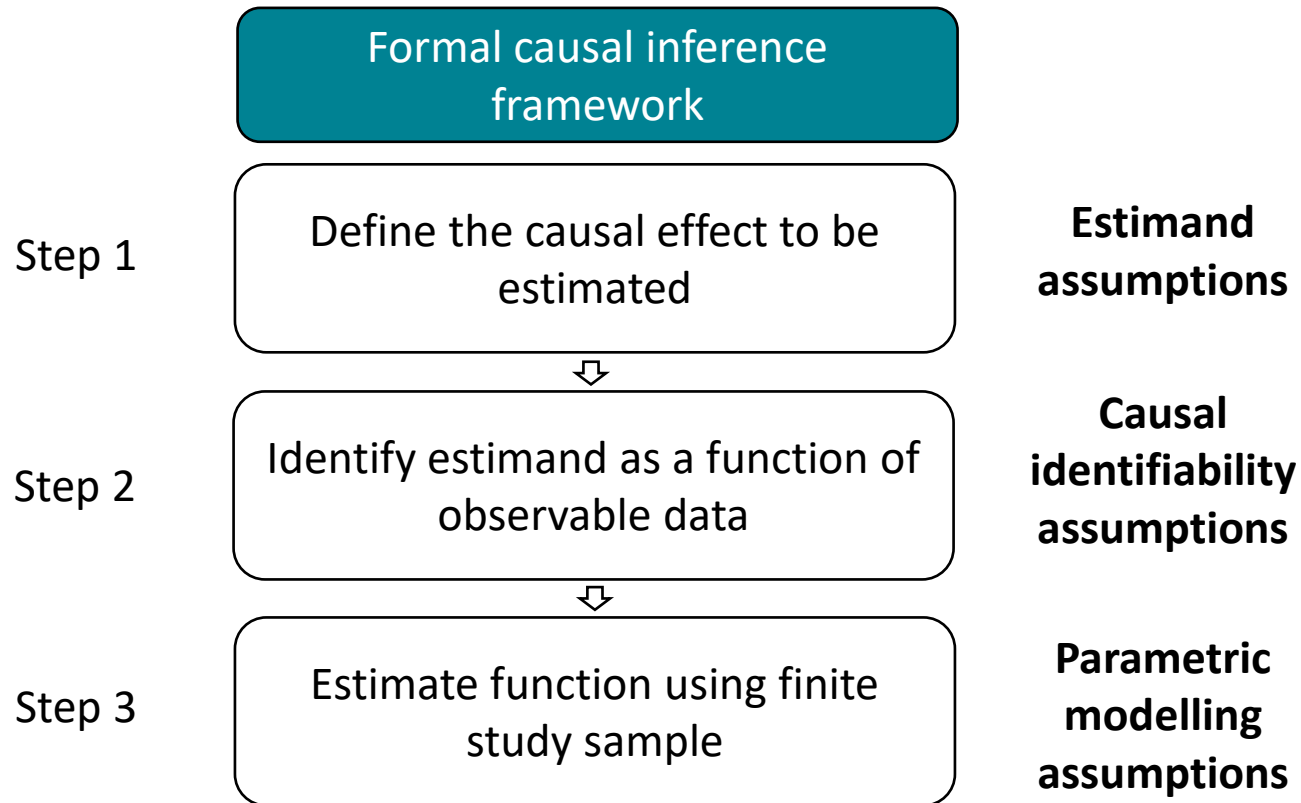 Formal causal inference
framework
Step 1
Define the causal effect to be
estimated
Estimand
assumptions
Step 2
Identify estimand as a function of
observable data
Causal
identifiability
assumptions
Step 3
Estimate function using finite
study sample
Parametric
modelling
assumptions